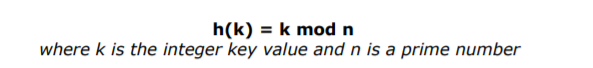 h(k) = k mod n
where k is the integer key value and n is a prime number